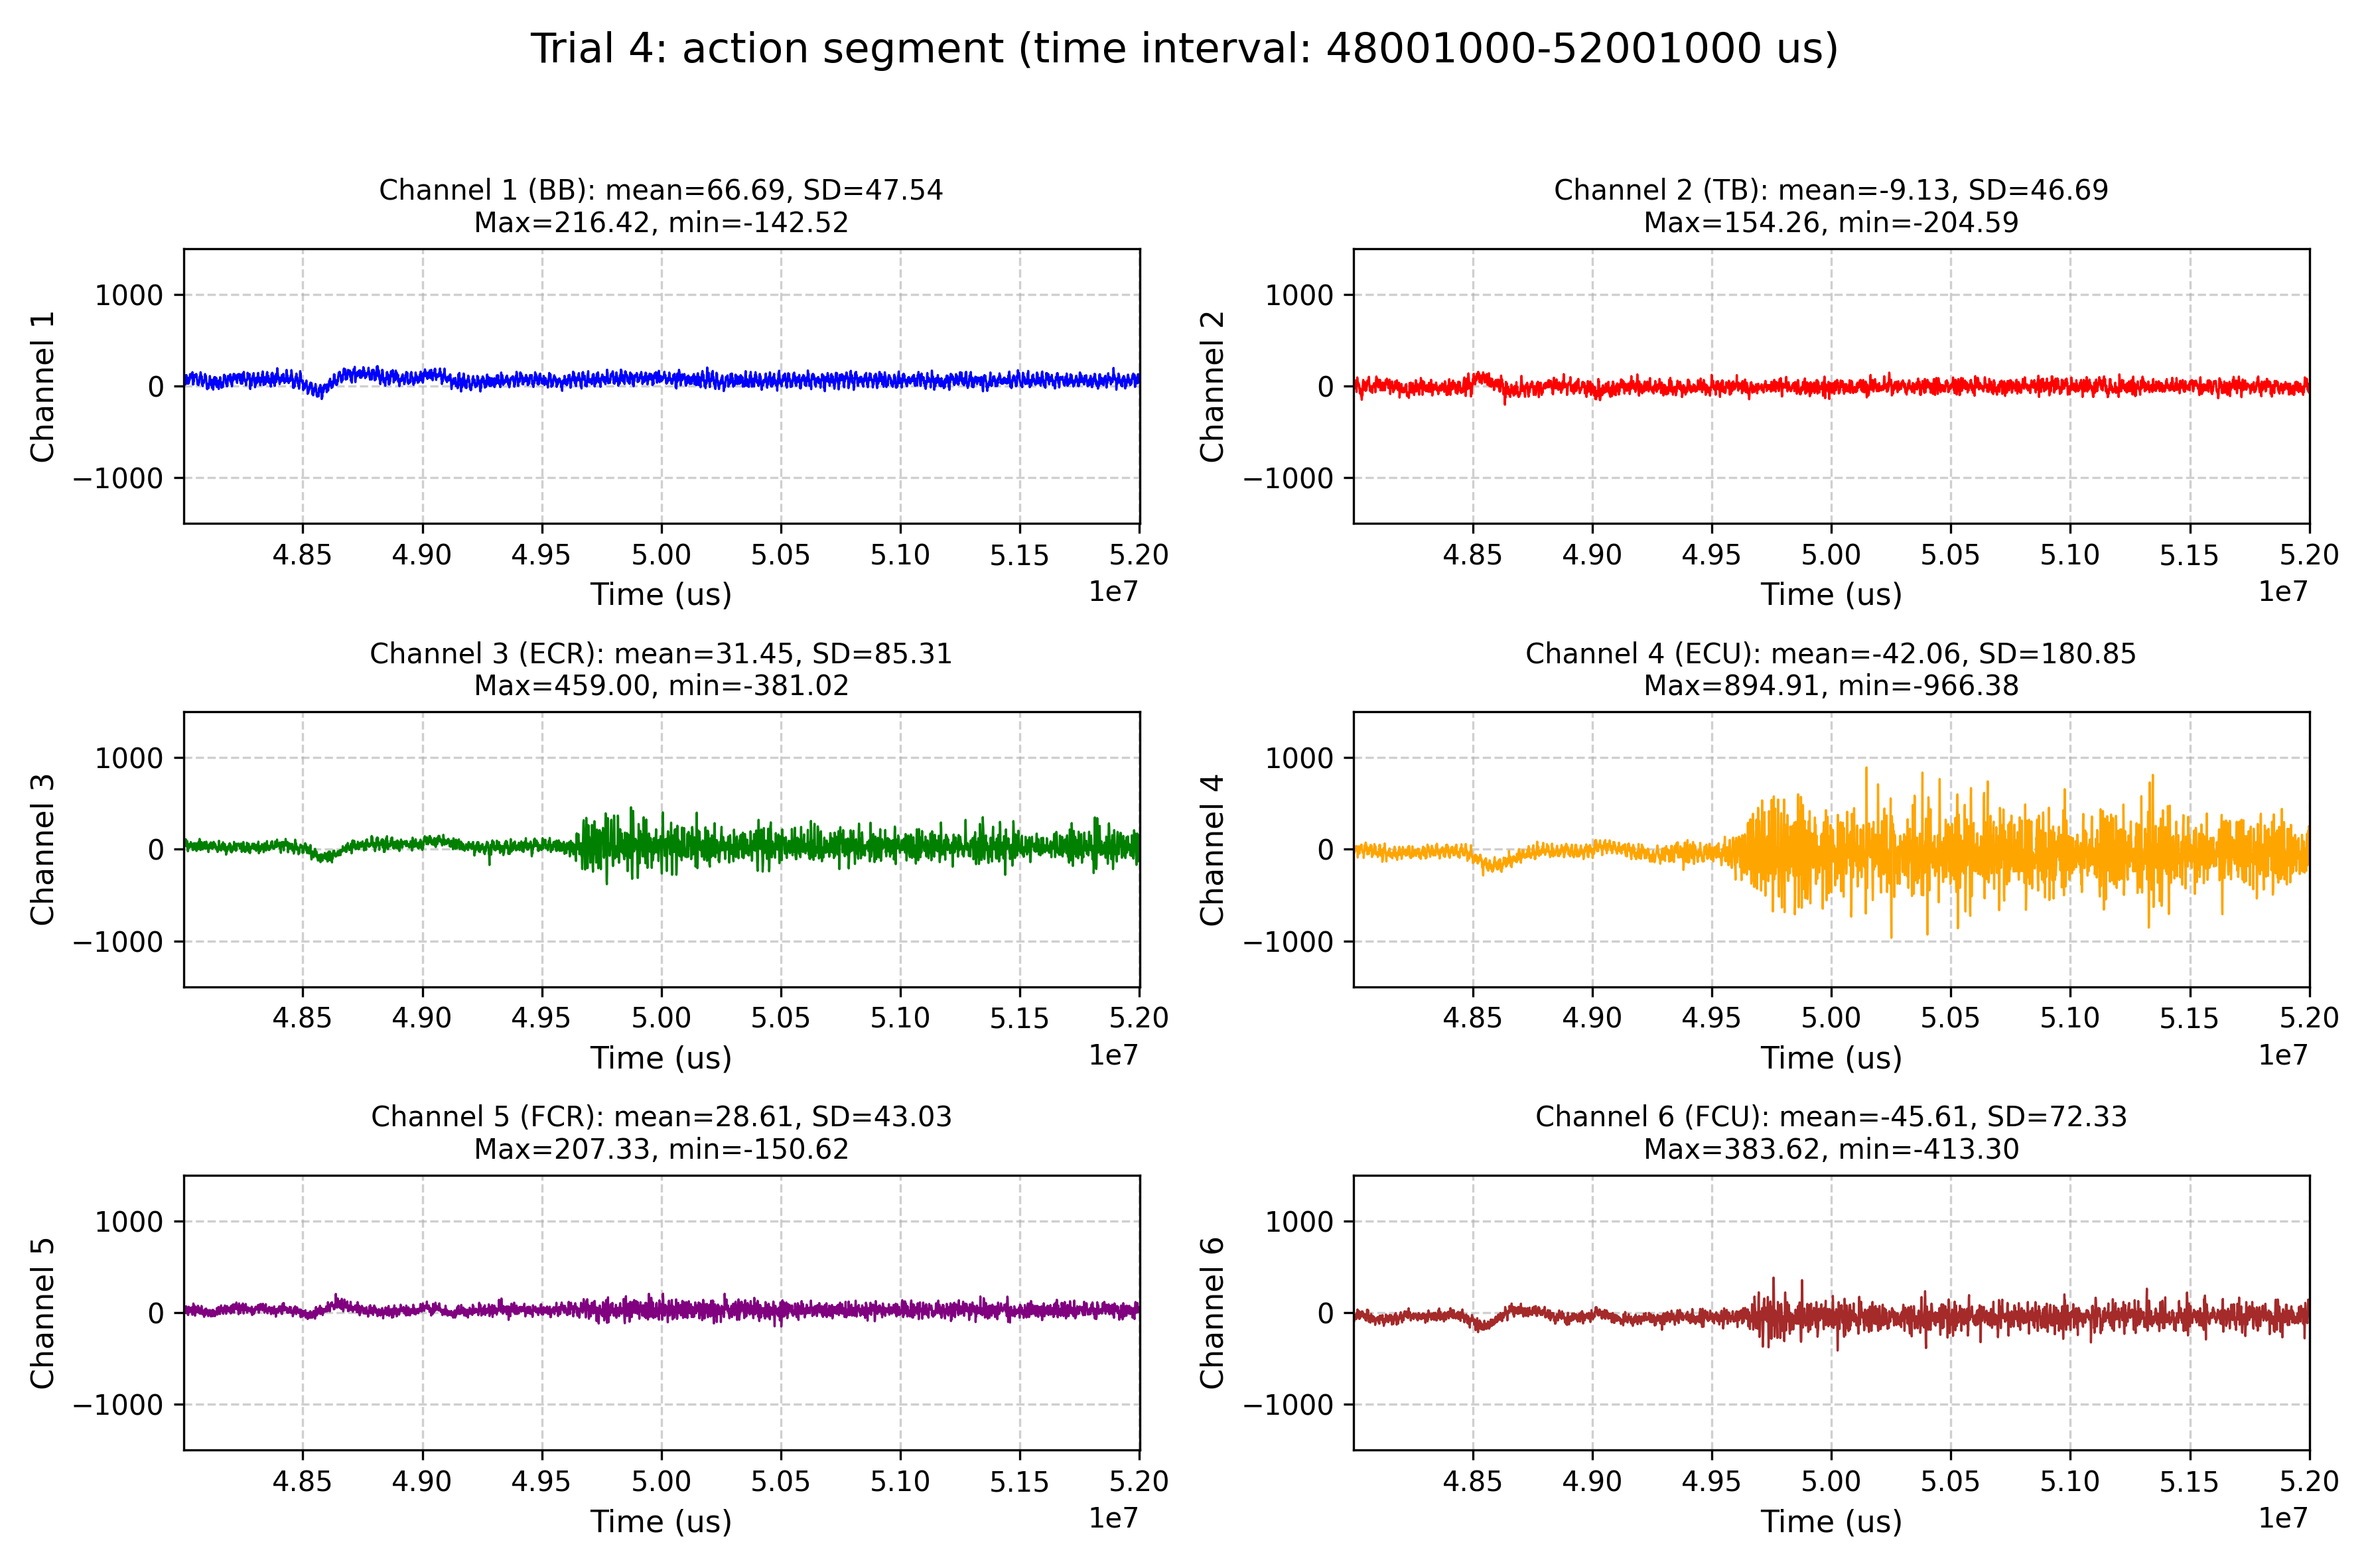 Trial 4: action segment (time interval: 48001000-52001000 us)
Channel 1 (BB): mean=66.69, SD=47.54
Max=216.42, min=-142.52
1000
0
−1000
Channel 1
4.85 4.90 4.95 5.00 5.05 5.10 5.15 5.20
1e7
Time (us)
Channel 2 (TB): mean=-9.13, SD=46.69
Max=154.26, min=-204.59
1000
0
−1000
Channel 2
4.85 4.90 4.95 5.00 5.05 5.10 5.15 5.20
1e7
Time (us)
Channel 3 (ECR): mean=31.45, SD=85.31
Max=459.00, min=-381.02
1000
0
−1000
Channel 3
4.85 4.90 4.95 5.00 5.05 5.10 5.15 5.20
1e7
Time (us)
Channel 4 (ECU): mean=-42.06, SD=180.85
Max=894.91, min=-966.38
1000
0
−1000
Channel 4
4.85 4.90 4.95 5.00 5.05 5.10 5.15 5.20
1e7
Time (us)
Channel 5 (FCR): mean=28.61, SD=43.03
Max=207.33, min=-150.62
1000
0
−1000
Channel 5
4.85 4.90 4.95 5.00 5.05 5.10 5.15 5.20
1e7
Time (us)
Channel 6 (FCU): mean=-45.61, SD=72.33
Max=383.62, min=-413.30
1000
0
−1000
Channel 6
4.85 4.90 4.95 5.00 5.05 5.10 5.15 5.20
1e7
Time (us)